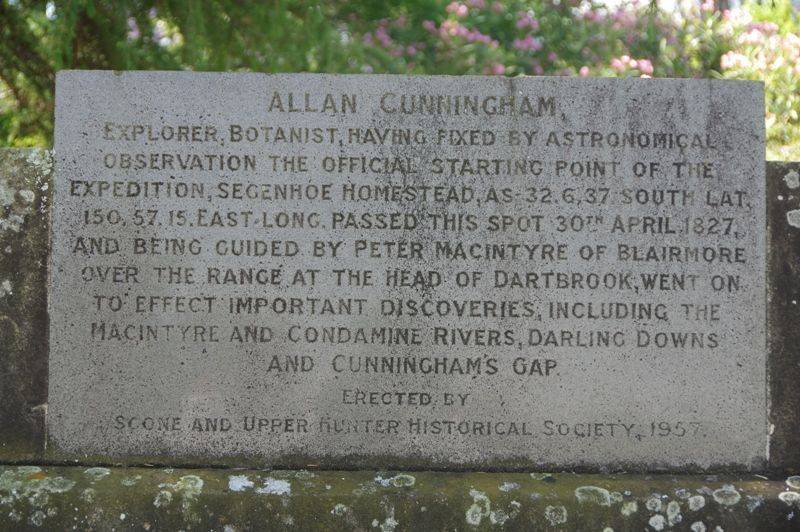 ALLAN CUNNINGHAM,
EXPLORER, BOTANIST, HAVING FIXED BY ASTRONOMICAL
OBSERVATION THE OFFICIAL STARTING POINT OF THE
EXPEDITION, SEGENHOE HOMESTEAD, AS 32.6.37 SOUTH LAT.
150.57.15. EAST LONG. PASSED THIS SPOT 30TH APRIL 1827,
AND BEING GUIDED BY PETER MACINTYRE OF BLAIRMORE
OVER THE RANGE AT THE HEAD OF DARTBROOK, WENT ON
TO EFFECT IMPORTANT DISCOVERIES, INCLUDING THE
MACINTYRE AND CONDAMINE RIVERS, DARLING DOWNS
AND CUNNINGHAM'S GAP.
ERECTED BY
SCONE AND UPPER HUNTER HISTORICAL SOCIETY, 1957.